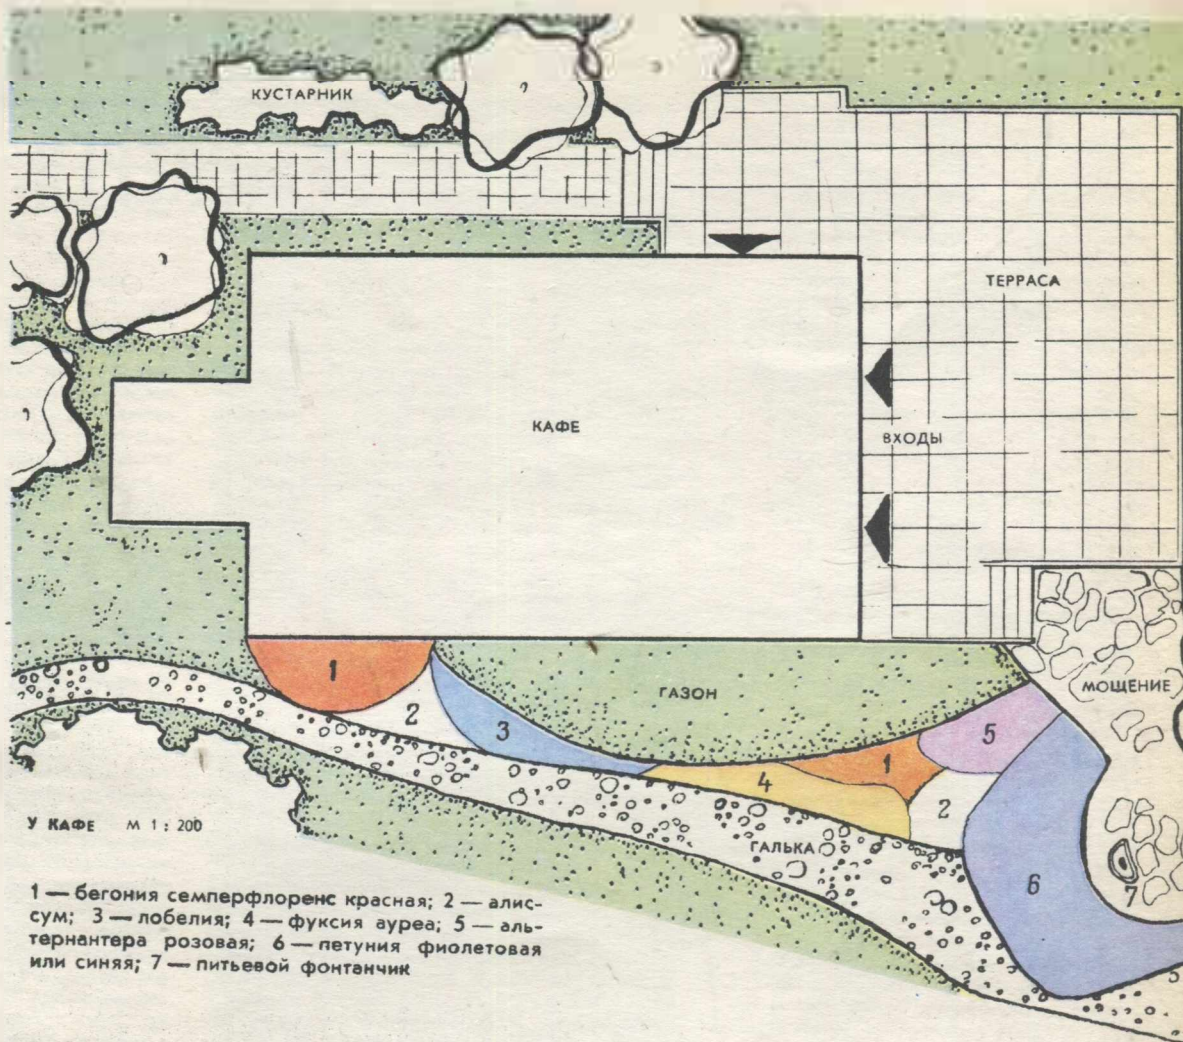 КУСТАРНИК
ТЕРРАСА
КАФЕ
ВХОДЫ
1
ГАЗОН
МОЩЕНИЕ
2
3
5
1
4
2
У КАФЕ М 1 : 200
ГАЛЬКА
6
7
1 — бегония семперфлоренс красная; 2 — алис-
сум; 3 — лобелия; 4 — фуксия ауреа; 5 — аль-
тернантера розовая; 6 — петуния фиолетовая
или синяя; 7 — питьевой фонтанчик